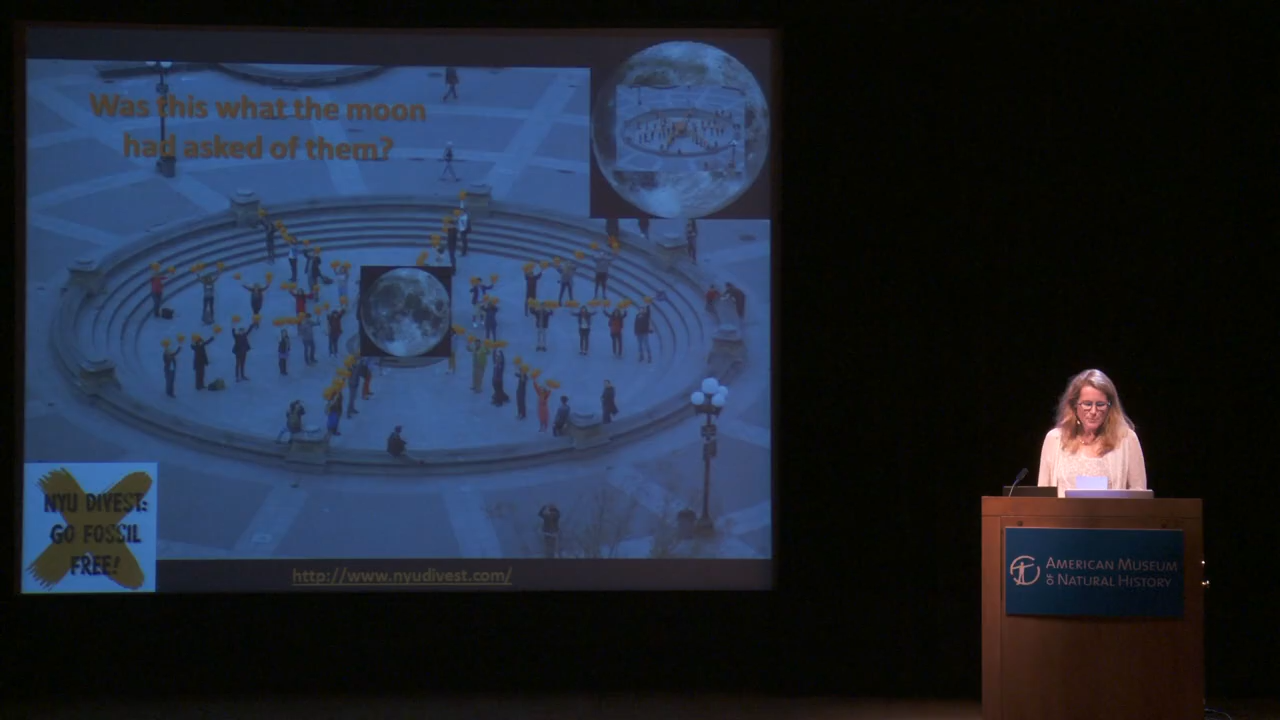 Was this what the moon
had asked of them?
NYU DIVEST:
GO FOSSIL
FREE!
http://www.nyudivest.com/
AMERICAN MUSEUM
OF NATURAL HISTORY